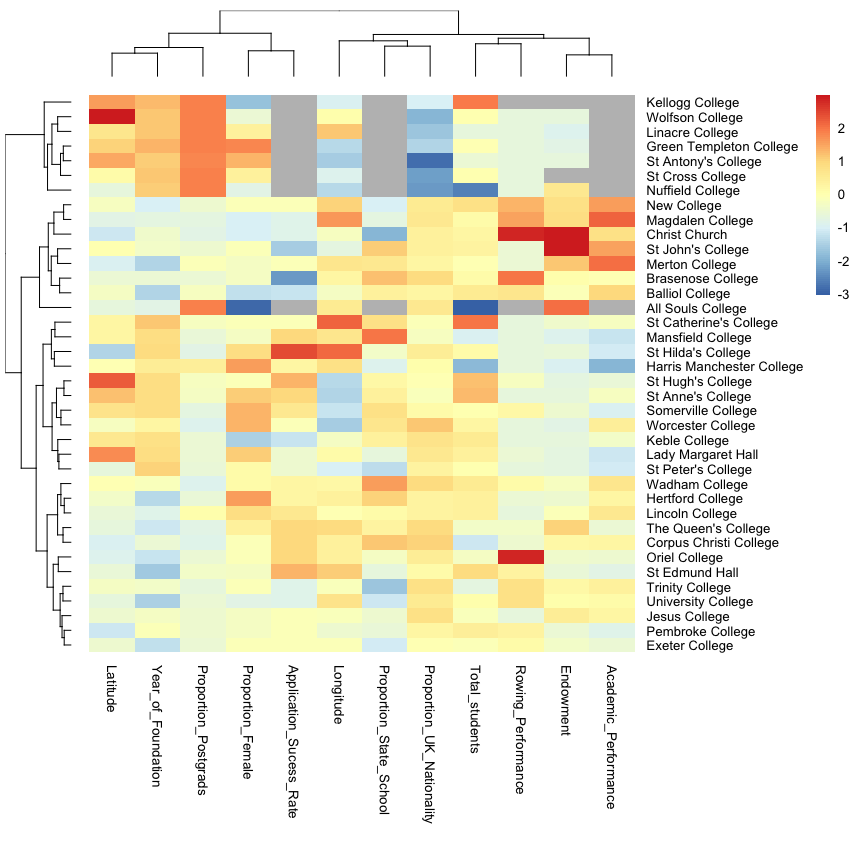 Kellogg College
Wolfson College
Linacre College
Green Templeton College
St Antony's College
St Cross College
Nuffield College
New College
Magdalen College
Christ Church
St John's College
Merton College
Brasenose College
Balliol College
All Souls College
St Catherine's College
Mansfield College
St Hilda's College
Harris Manchester College
St Hugh's College
St Anne's College
Somerville College
Worcester College
Keble College
Lady Margaret Hall
St Peter's College
Wadham College
Hertford College
Lincoln College
The Queen's College
Corpus Christi College
Oriel College
St Edmund Hall
Trinity College
University College
Jesus College
Pembroke College
Exeter College
2
1
0
-1
-2
-3
Latitude
Year_of_Foundation
Proportion_Postgrads
Proportion_Female
Application_Sucess_Rate
Longitude
Proportion_State_School
Proportion_UK_Nationality
Total_students
Rowing_Performance
Endowment
Academic_Performance